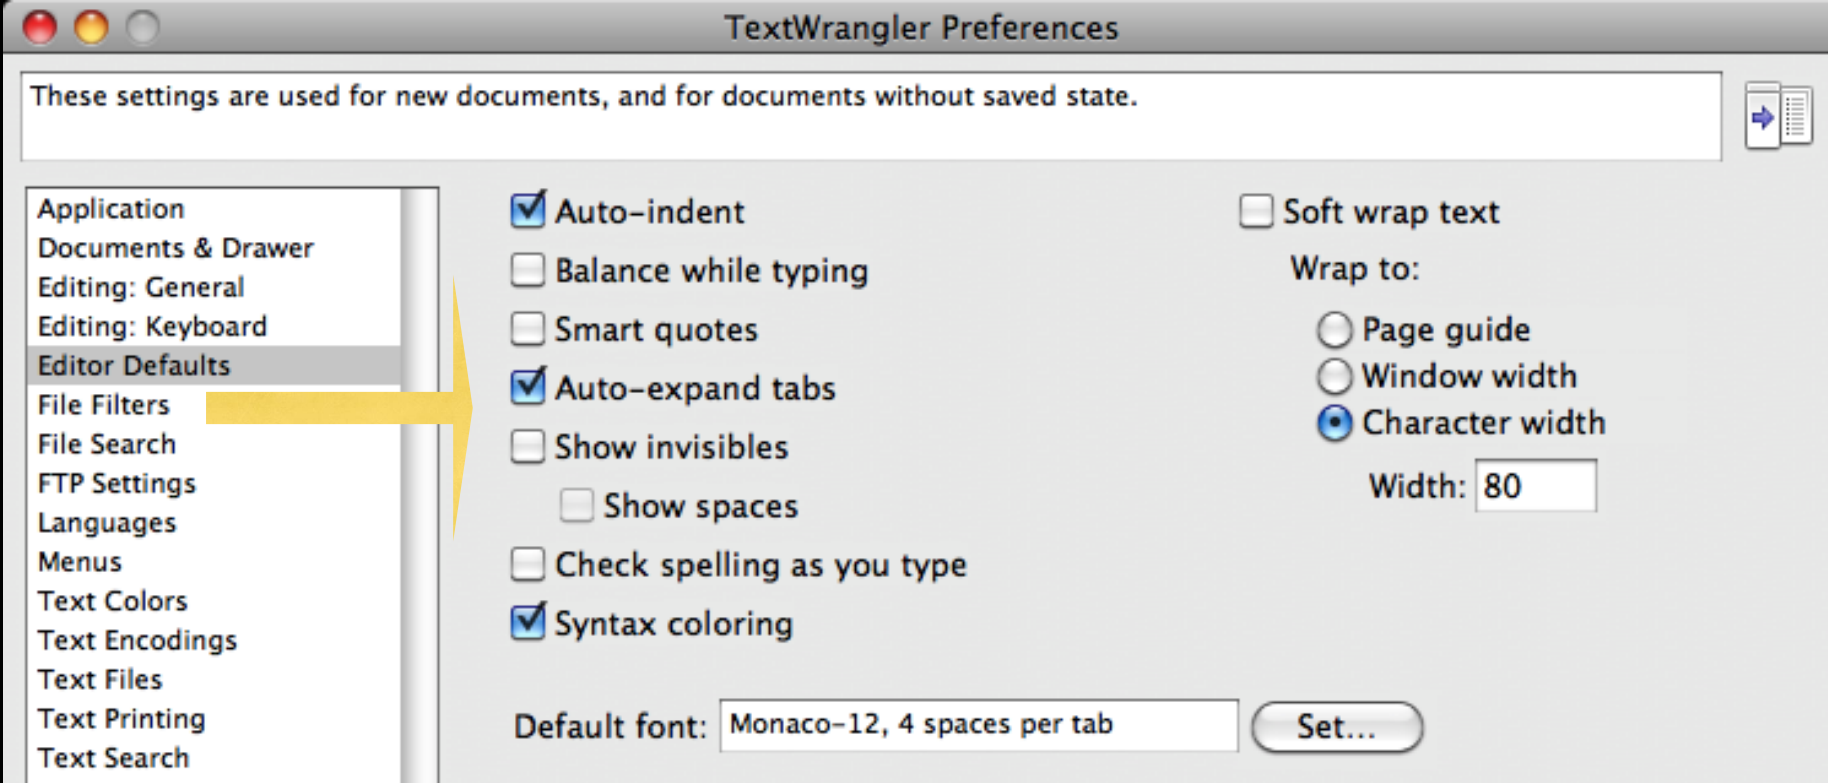 TextWrangler Preferences
These settings are used for new documents, and for documents without saved state.
Application
Documents & Drawer
Editing: General
Editing: Keyboard
Editor Defaults
File Filters
File Search
FTP Settings
Languages
Menus
Text Colors
Text Encodings
Text Files
Text Printing
Text Search
Auto-indent
Balance while typing
Smart quotes
Auto-expand tabs
Show invisibles
Show spaces
Check spelling as you type
Syntax coloring
Soft wrap text
Wrap to:
Page guide
Window width
Character width
Width: 80
Default font: Monaco-12, 4 spaces per tab Set...